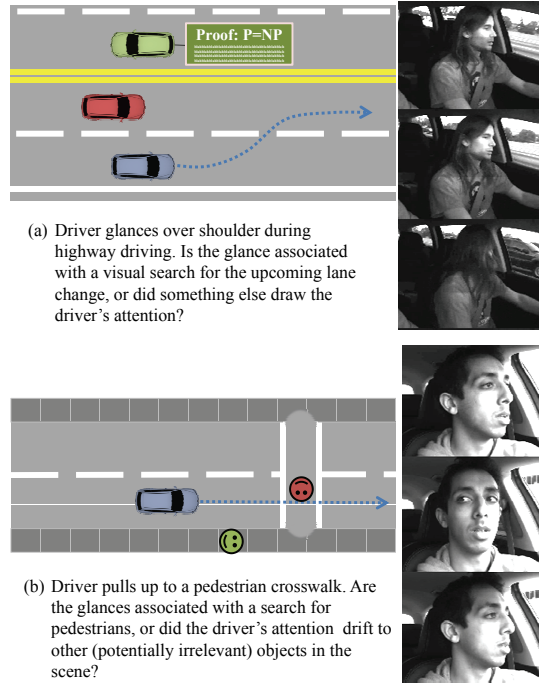 Proof: P=NP
(a) Driver glances over shoulder during
highway driving. Is the glance associated
with a visual search for the upcoming lane
change, or did something else draw the
driver's attention?
(b) Driver pulls up to a pedestrian crosswalk. Are
the glances associated with a search for
pedestrians, or did the driver's attention drift to
other (potentially irrelevant) objects in the
scene?